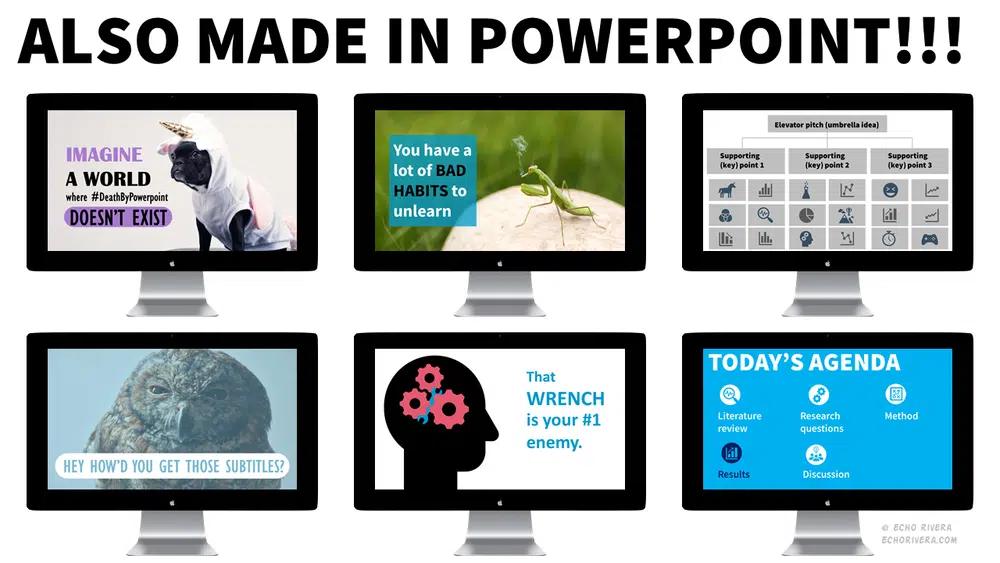 ALSO MADE IN POWERPOINT!!!
IMAGINE
A WORLD
where #DeathByPowerpoint
DOESN'T EXIST
You have a
lot of BAD
HABITS to
unlearn
Elevator pitch (umbrella idea)
Supporting
(key) point 1
Supporting
(key) point 2
Supporting
(key) point 3
HEY HOW'D YOU GET THOSE SUBTITLES?
That
WRENCH
is your #1
enemy.
TODAY'S AGENDA
Literature
review
Research
questions
Method
Results
Discussion
© ECHO RIVERA
ECHORIVERA.COM